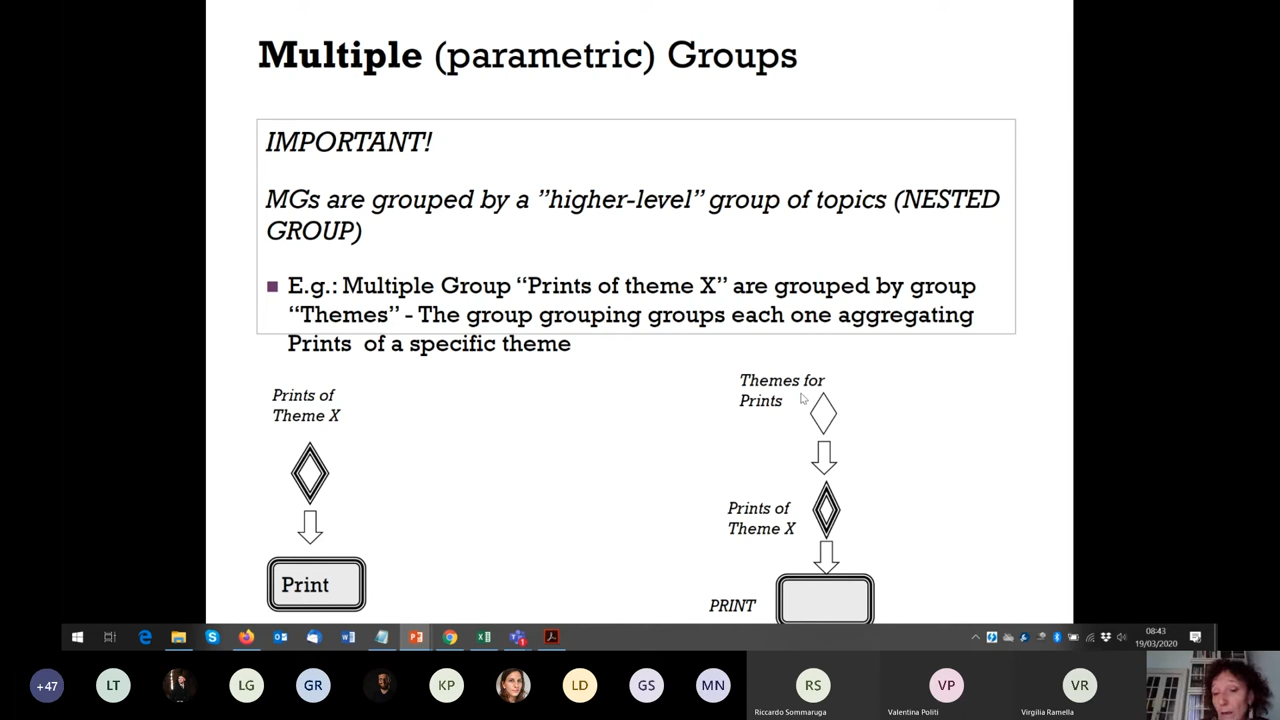 Multiple (parametric) Groups
IMPORTANT!
MGs are grouped by a ”higher-level” group of topics (NESTED
GROUP)
E.g.: Multiple Group “Prints of theme X” are grouped by group
“Themes” - The group grouping groups each one aggregating
Prints of a specific theme
Prints of
Theme X
Print
Themes for
Prints
Prints of
Theme X
PRINT
08:43
19/03/2020
+47
LT
LG
GR
KP
LD
GS
MN
RS
VP
VR
Riccardo Sommaruga
Valentina Politi
Virgilia Ramella